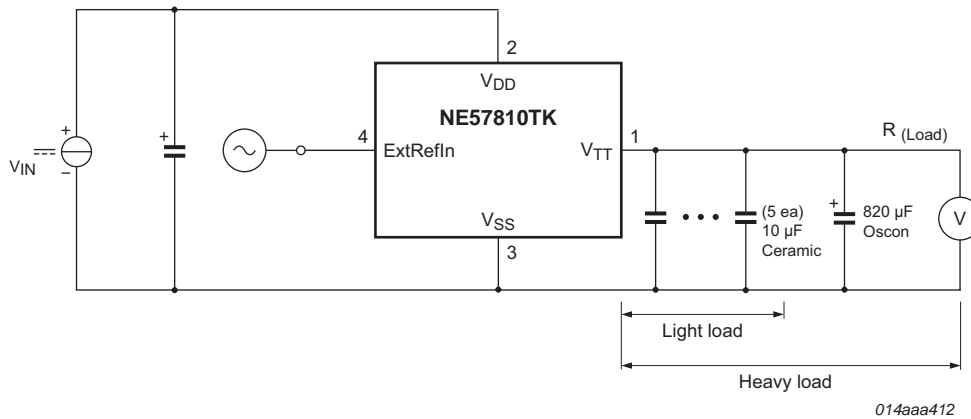 2
V_DD
NE57810TK
4
ExtRefIn
1
V_TT
R (Load)
+
V_IN
−
+
V_SS
3
(5 ea)
10 µF
Ceramic
+
820 µF
Oscon
V
Light load
Heavy load
014aaa412